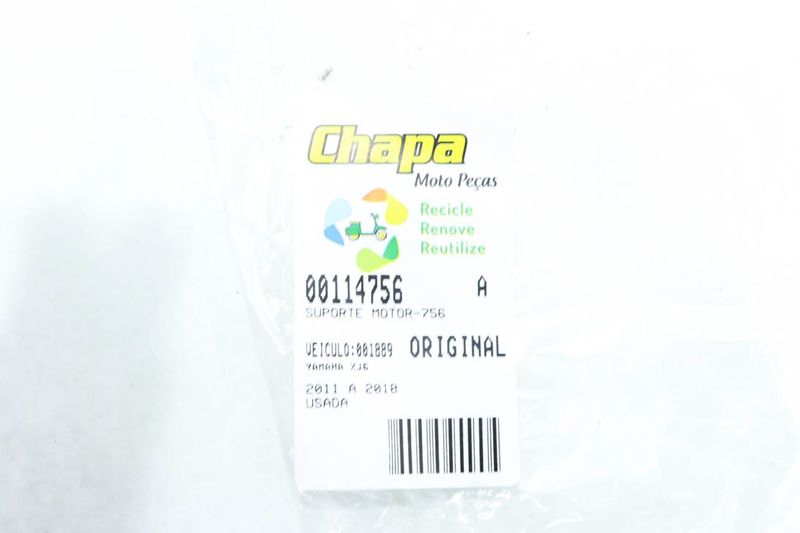 Chapa
Moto Peças
Recicle
Renove
Reutilize
00114756 A
SUPORTE MOTOR-756
VEICULO:001889 ORIGINAL
YAMAHA XJ6
2011 A 2018
USADA